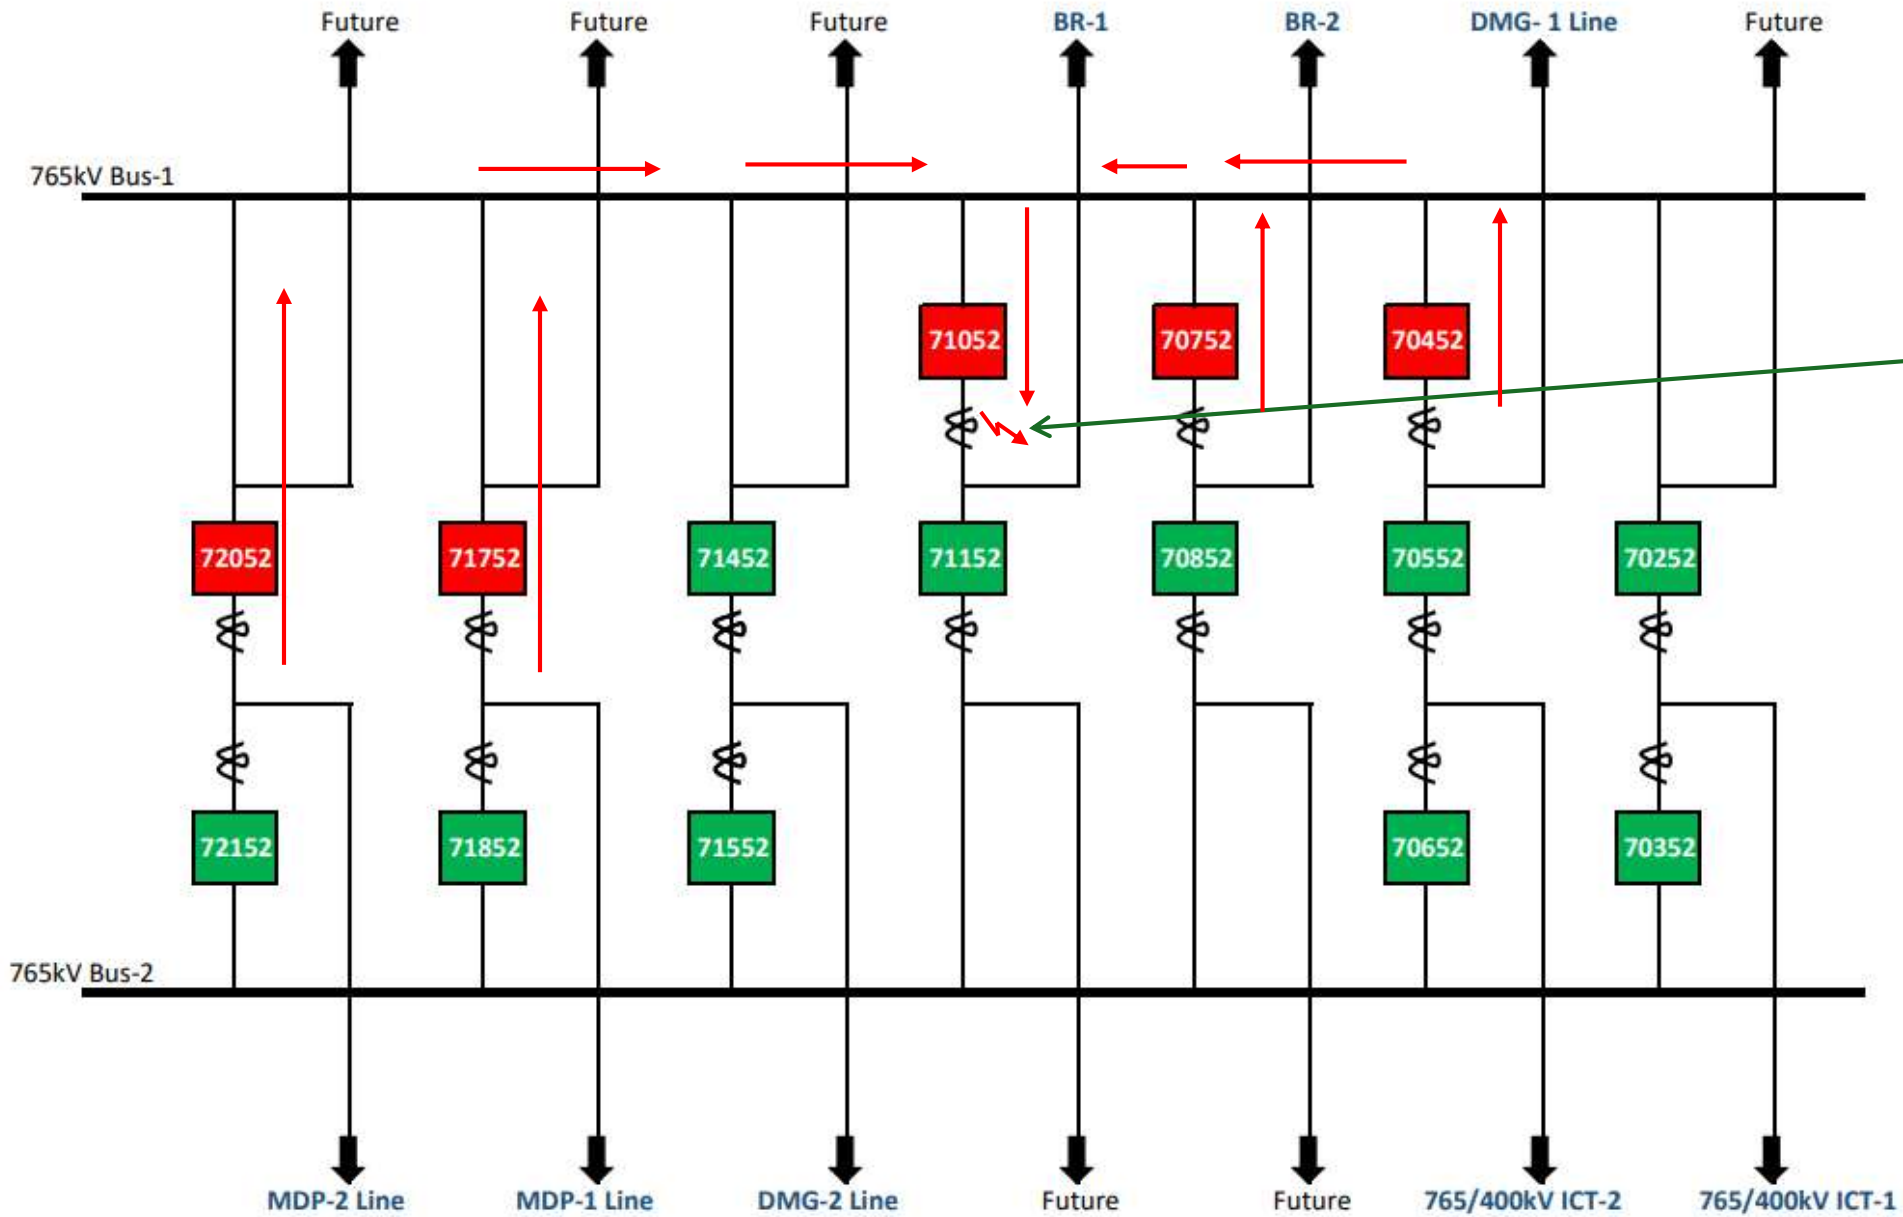 Future
Future
Future
BR-1
BR-2
DMG- 1 Line
Future
765kV Bus-1
71052
70752
70452
72052
71752
71452
71152
70852
70552
70252
72152
71852
71552
70652
70352
765kV Bus-2
MDP-2 Line
MDP-1 Line
DMG-2 Line
Future
Future
765/400kV ICT-2
765/400kV ICT-1